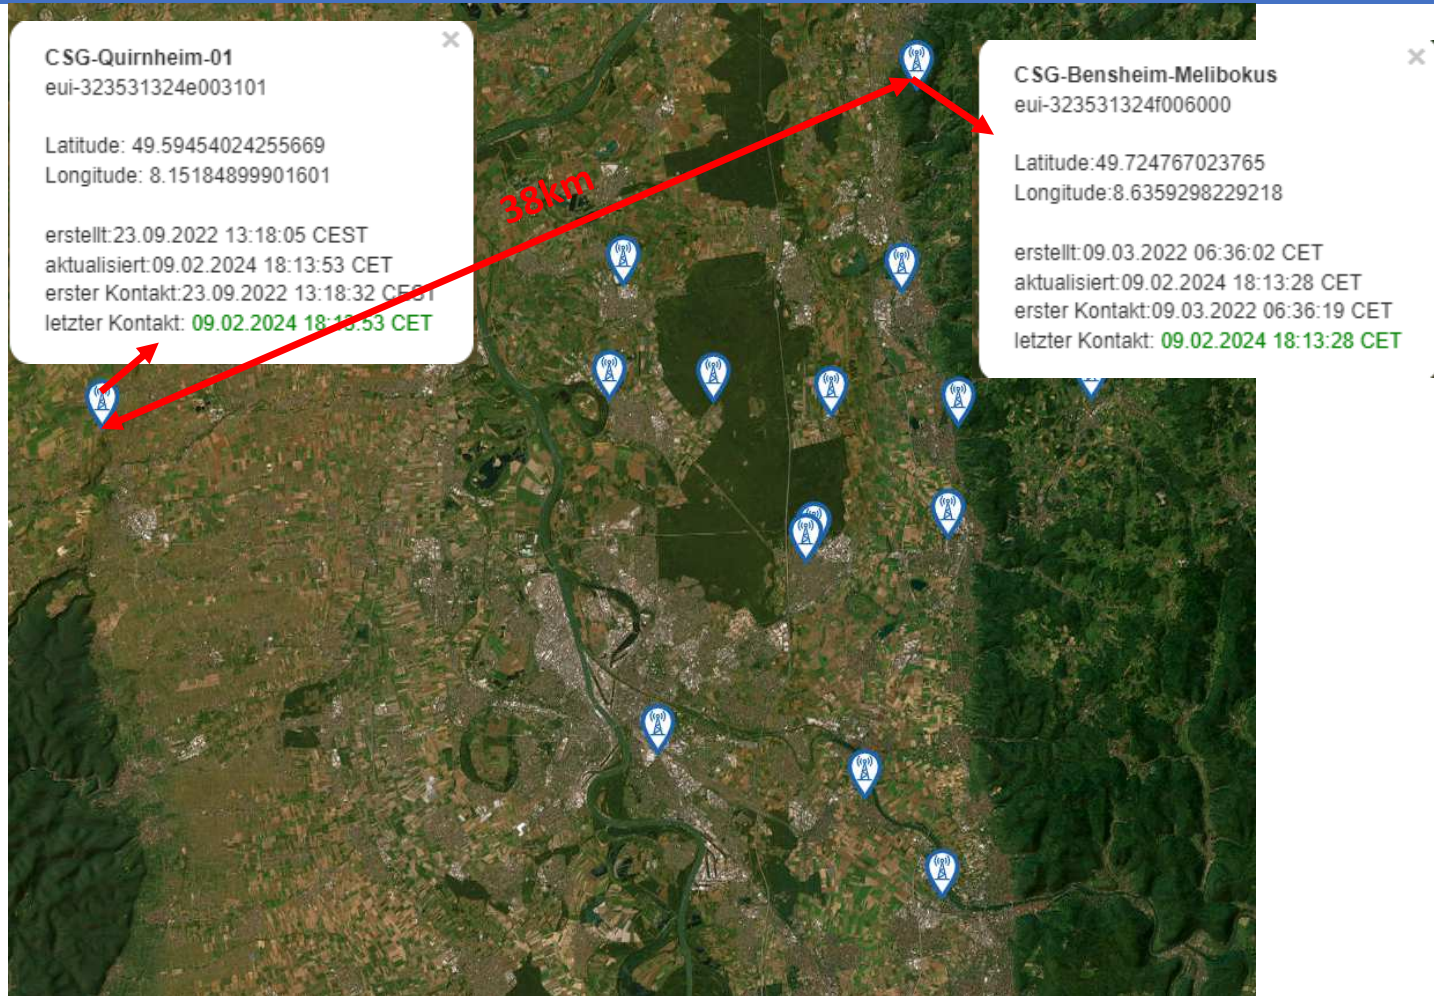 CSG-Quirnheim-01
eui-323531324e003101
Latitude: 49.59454024255669
Longitude: 8.15184899901601
erstellt:23.09.2022 13:18:05 CEST
aktualisiert:09.02.2024 18:13:53 CET
erster Kontakt:23.09.2022 13:18:32 CEST
letzter Kontakt: 09.02.2024 18:13:53 CET
38km
CSG-Bensheim-Melibokus
eui-323531324f006000
Latitude:49.724767023765
Longitude:8.6359298229218
erstellt:09.03.2022 06:36:02 CET
aktualisiert:09.02.2024 18:13:28 CET
erster Kontakt:09.03.2022 06:36:19 CET
letzter Kontakt: 09.02.2024 18:13:28 CET